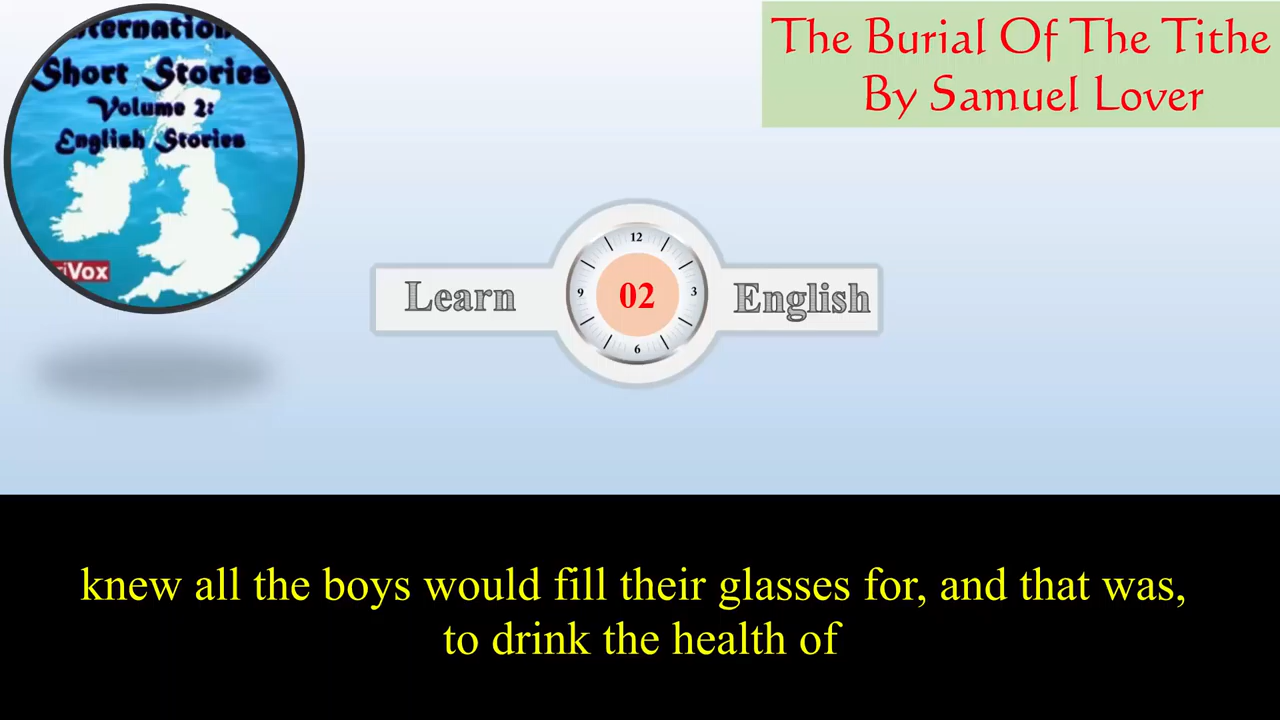 Short Stories
Volume 2:
English Stories
Vox
The Burial Of The Tithe
By Samuel Lover
12
9
02
3
6
Learn
English
knew all the boys would fill their glasses for, and that was,
to drink the health of